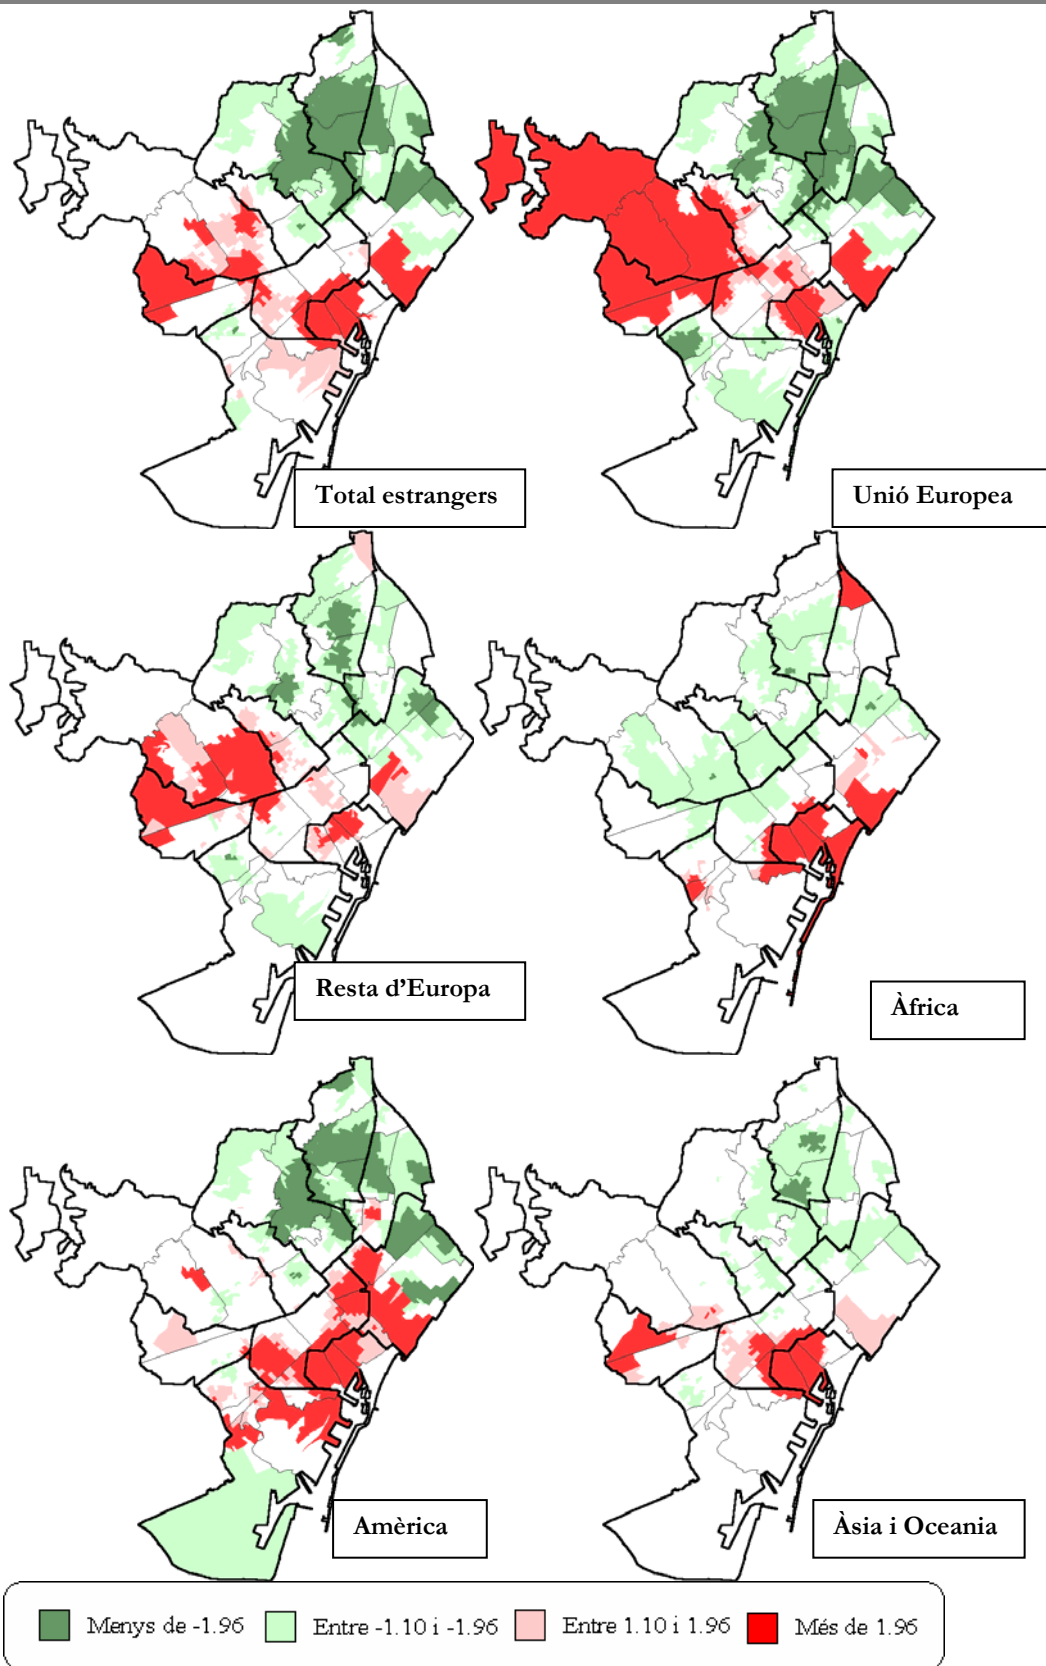 Total estrangers
Unió Europea
Resta d'Europa
Àfrica
Amèrica
Àsia i Oceania
Menys de -1.96
Entre -1.10 i -1.96
Entre 1.10 i 1.96
Més de 1.96